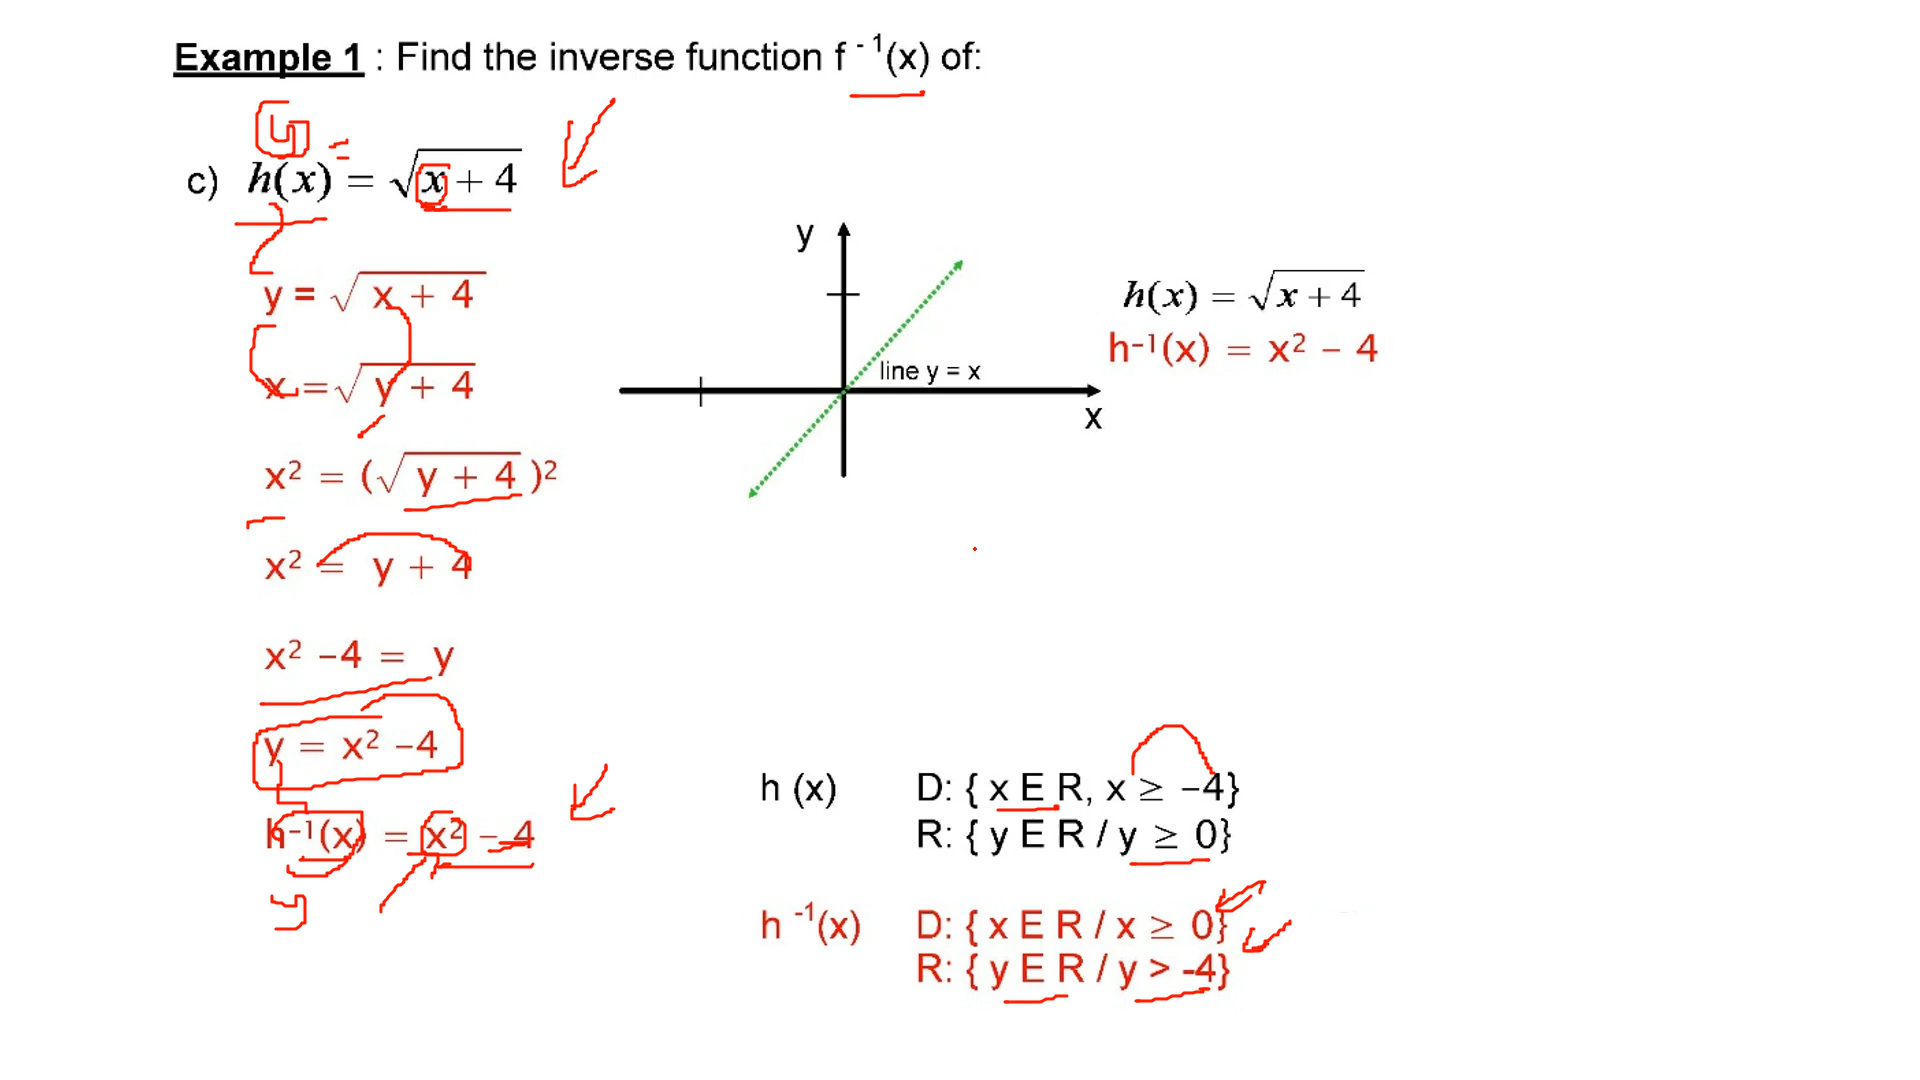 Example 1 : Find the inverse function f ⁻¹(x) of:
y =
c) h(x) = √x + 4
y = √x + 4
x = √y + 4
x² = (√y + 4 )²
x² = y + 4
x² −4 = y
y = x² −4
h⁻¹(x) = x² − 4
y
y
line y = x
x
h(x) = √x + 4
h⁻¹(x) = x² − 4
h (x) D: { x E R, x ≥ −4}
R: { y E R / y ≥ 0}
h ⁻¹(x) D: { x E R / x ≥ 0}
R: { y E R / y > -4}